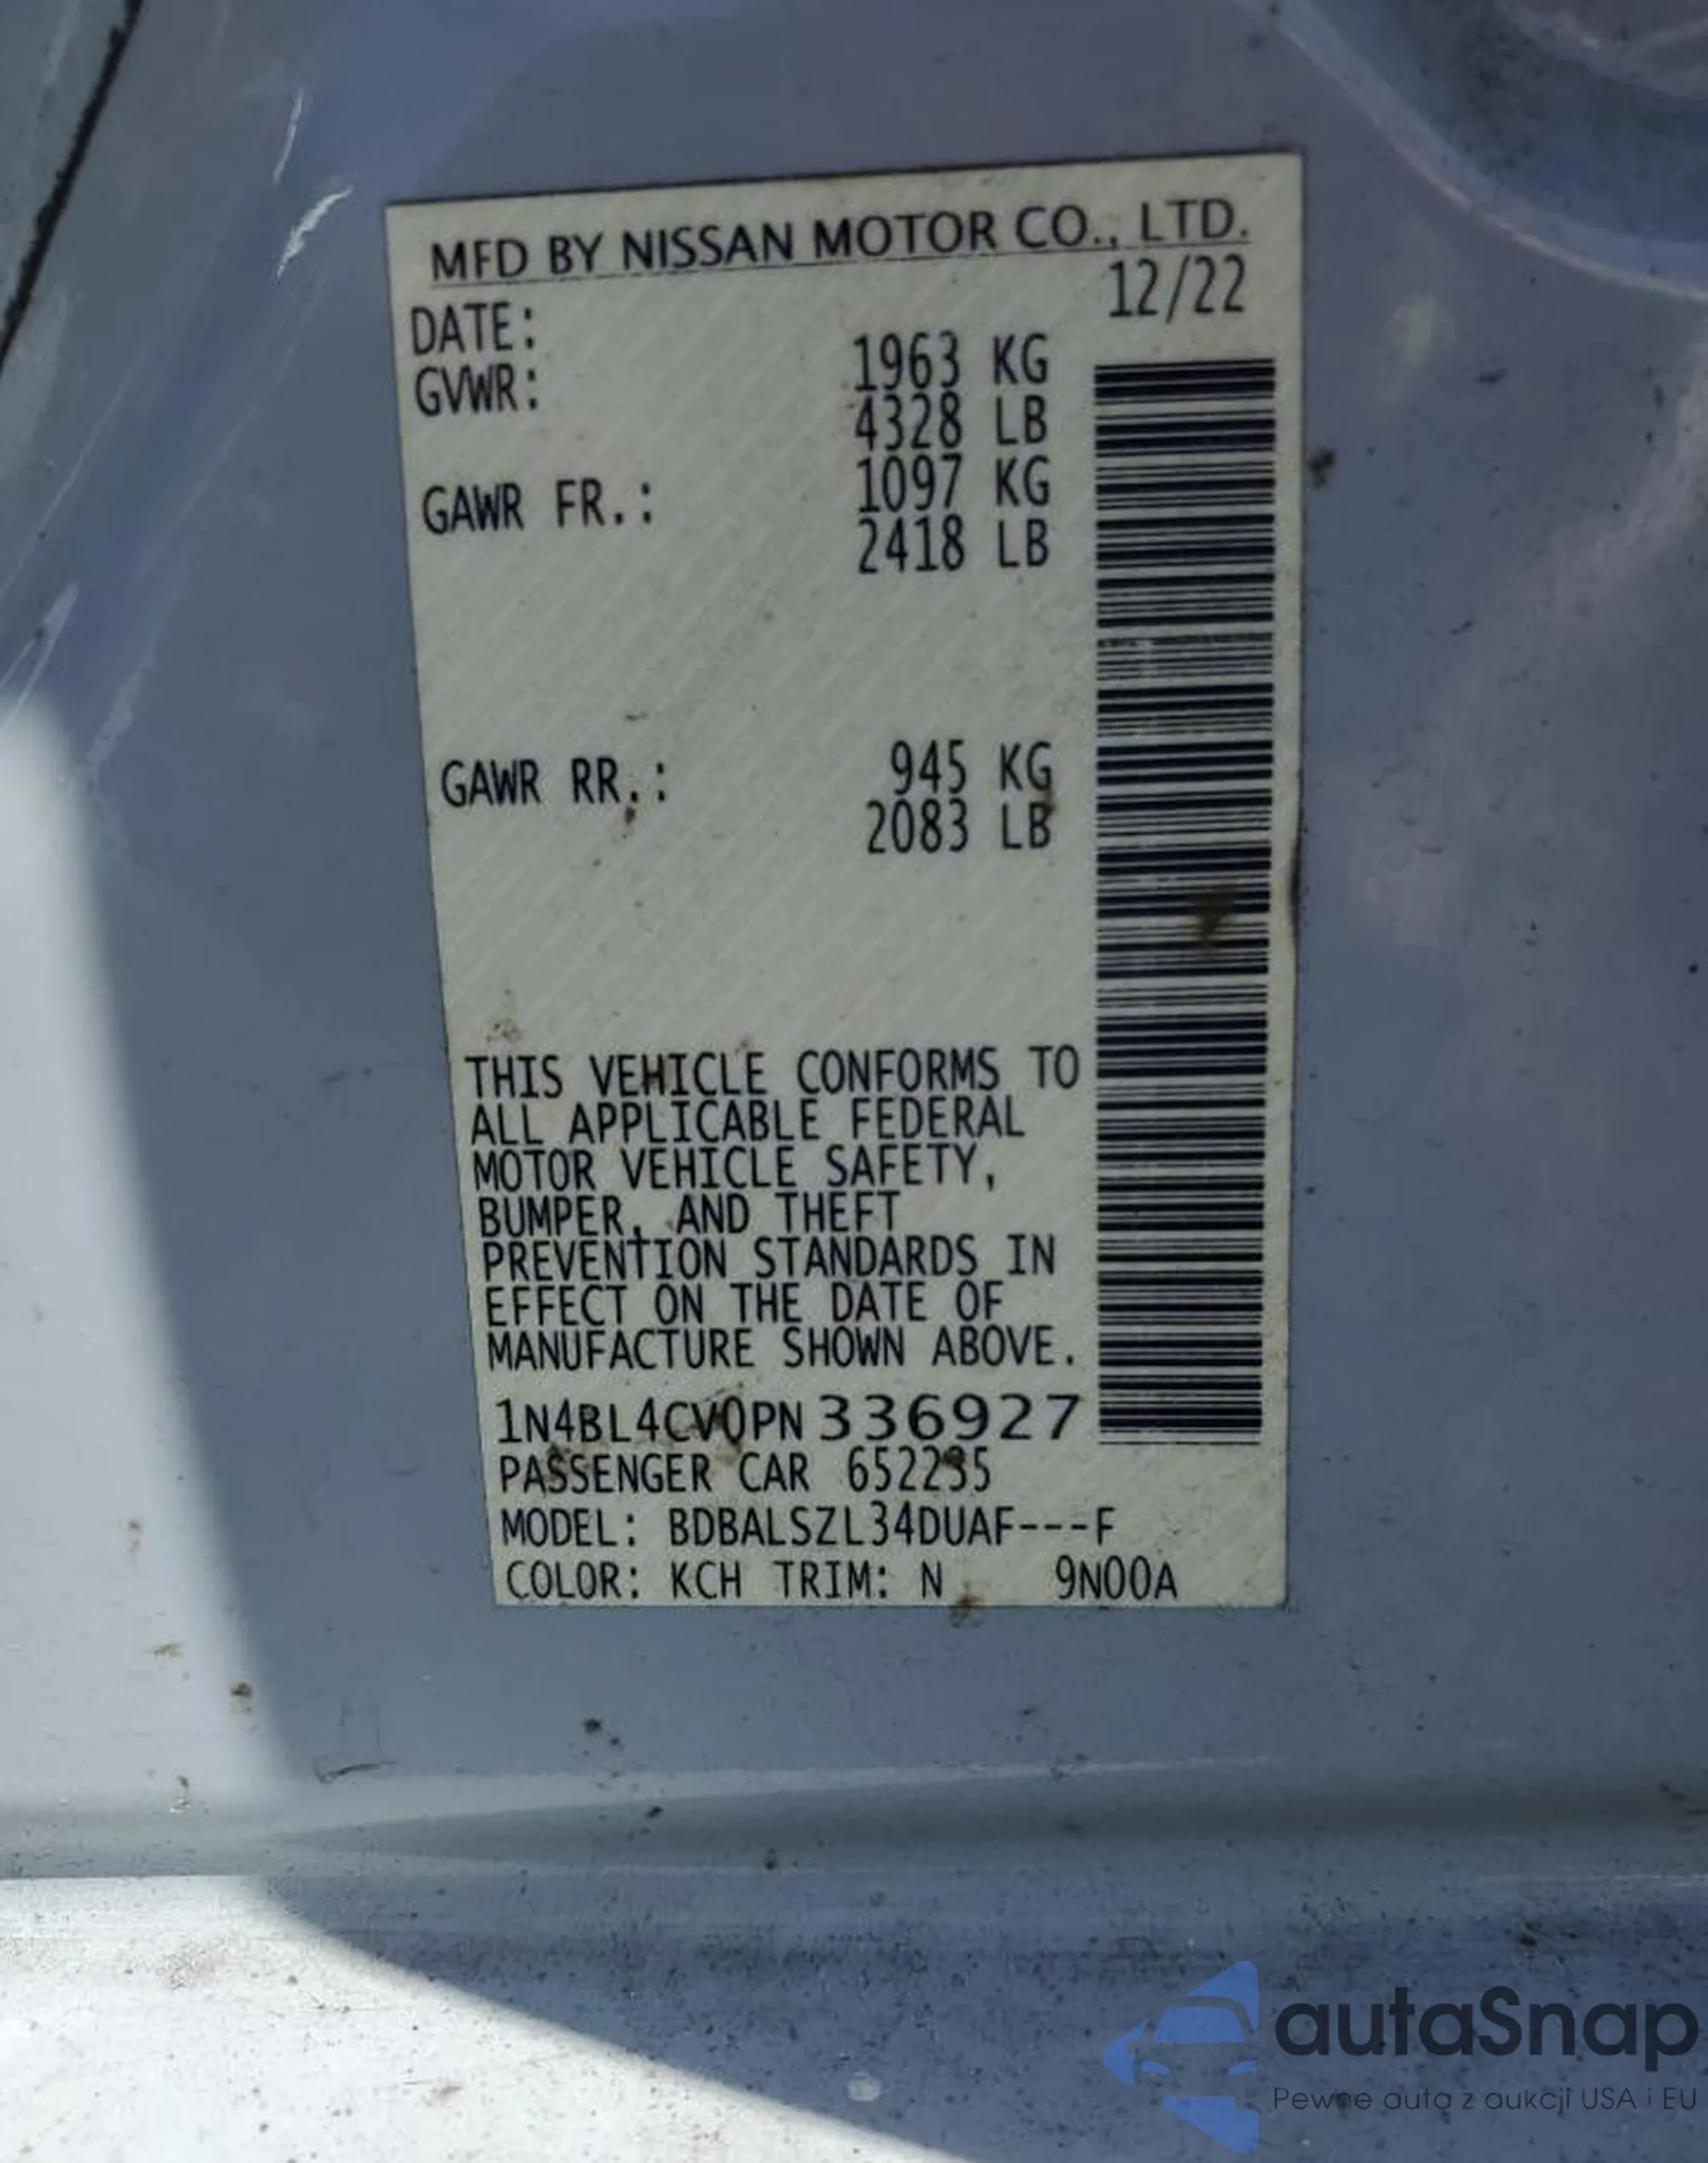 MFD BY NISSAN MOTOR CO., LTD.
DATE: 12/22
GVWR: 1963 KG
4328 LB
GAWR FR.: 1097 KG
2418 LB
GAWR RR.: 945 KG
2083 LB
THIS VEHICLE CONFORMS TO
ALL APPLICABLE FEDERAL
MOTOR VEHICLE SAFETY,
BUMPER, AND THEFT
PREVENTION STANDARDS IN
EFFECT ON THE DATE OF
MANUFACTURE SHOWN ABOVE.
1N4BL4CV0PN336927
PASSENGER CAR 652235
MODEL: BDBALSZL34DUAF---F
COLOR: KCH TRIM: N 9N00A
autaSnap
Pewne auta z aukcji USA i EU